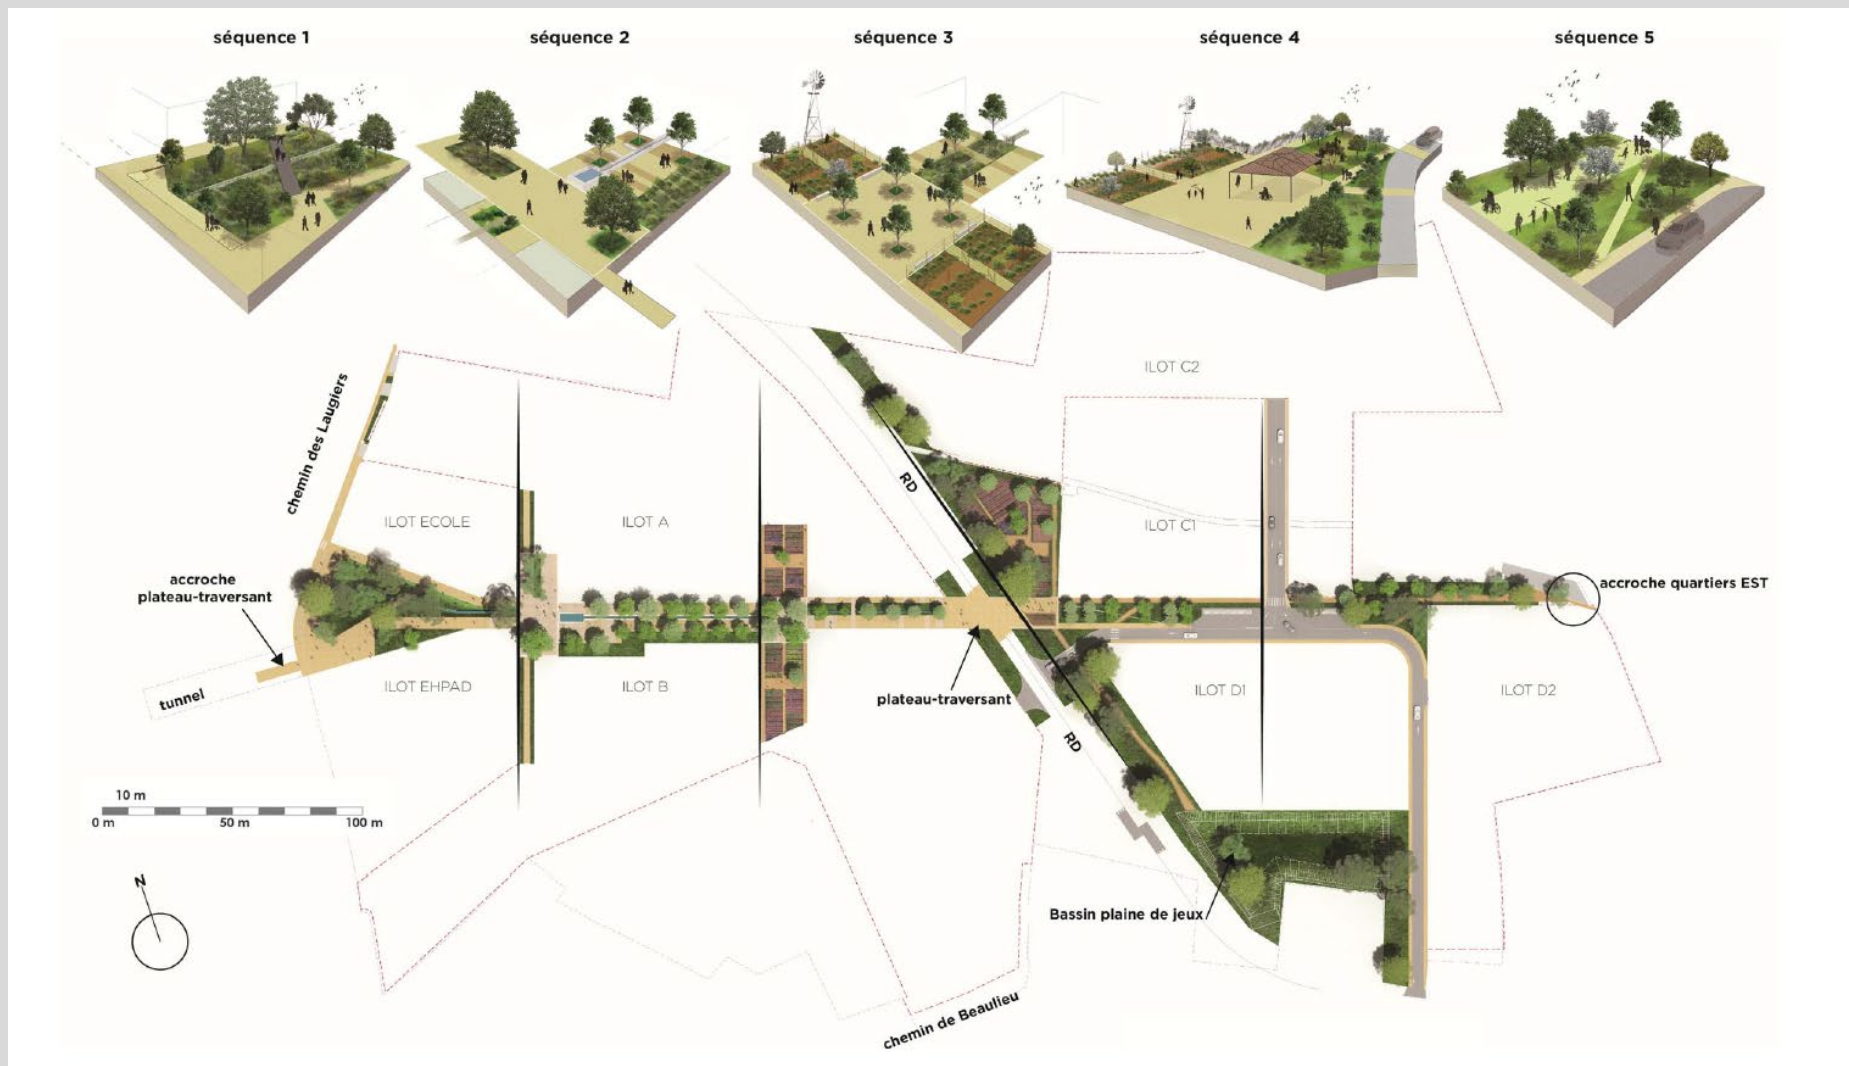 séquence 1
séquence 2
séquence 3
séquence 4
séquence 5
ILOT C2
chemin des Laugiers
RD
ILOT ECOLE
ILOT A
ILOT C1
accroche
plateau-traversant
accroche quartiers EST
tunnel
ILOT EHPAD
ILOT B
plateau-traversant
ILOT D1
ILOT D2
RD
10 m
0 m
50 m
100 m
N
Bassin plaine de jeux
chemin de Beaulieu